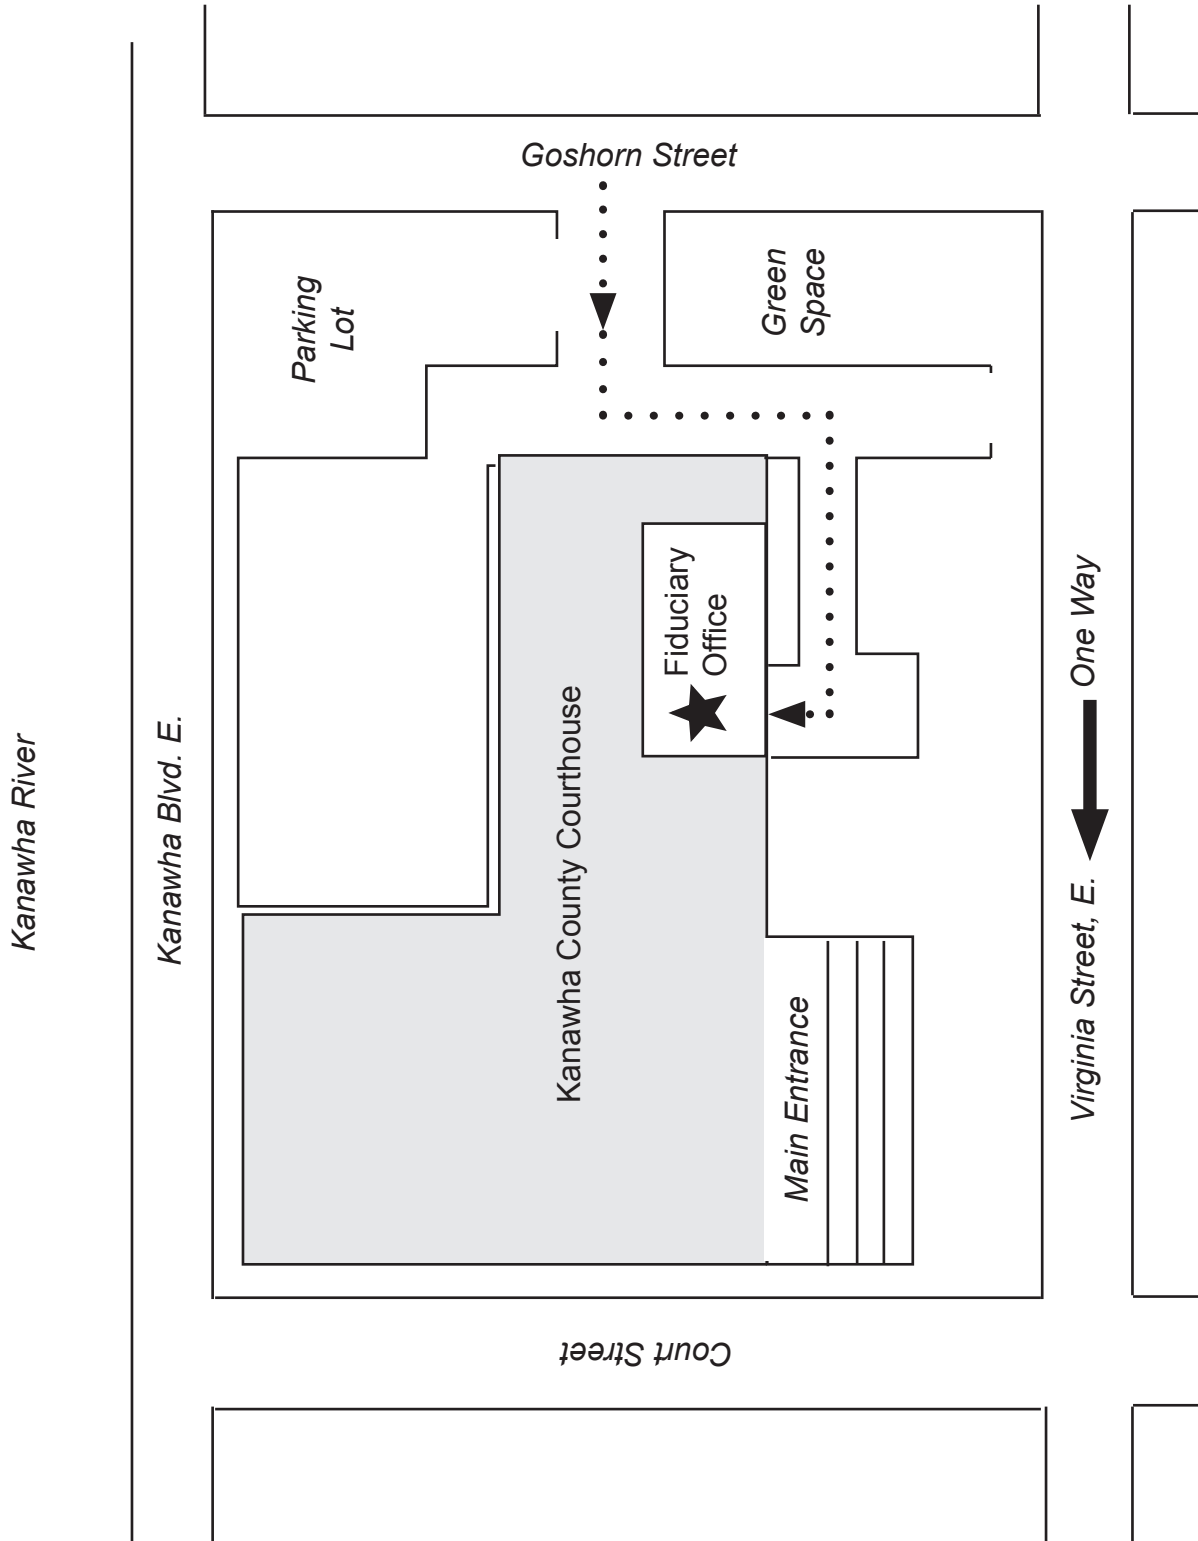 Goshorn Street
Parking
Lot
Green
Space
Kanawha River
Kanawha Blvd. E.
Kanawha County Courthouse
Fiduciary
Office
Main Entrance
Virginia Street, E.
One Way
Court Street